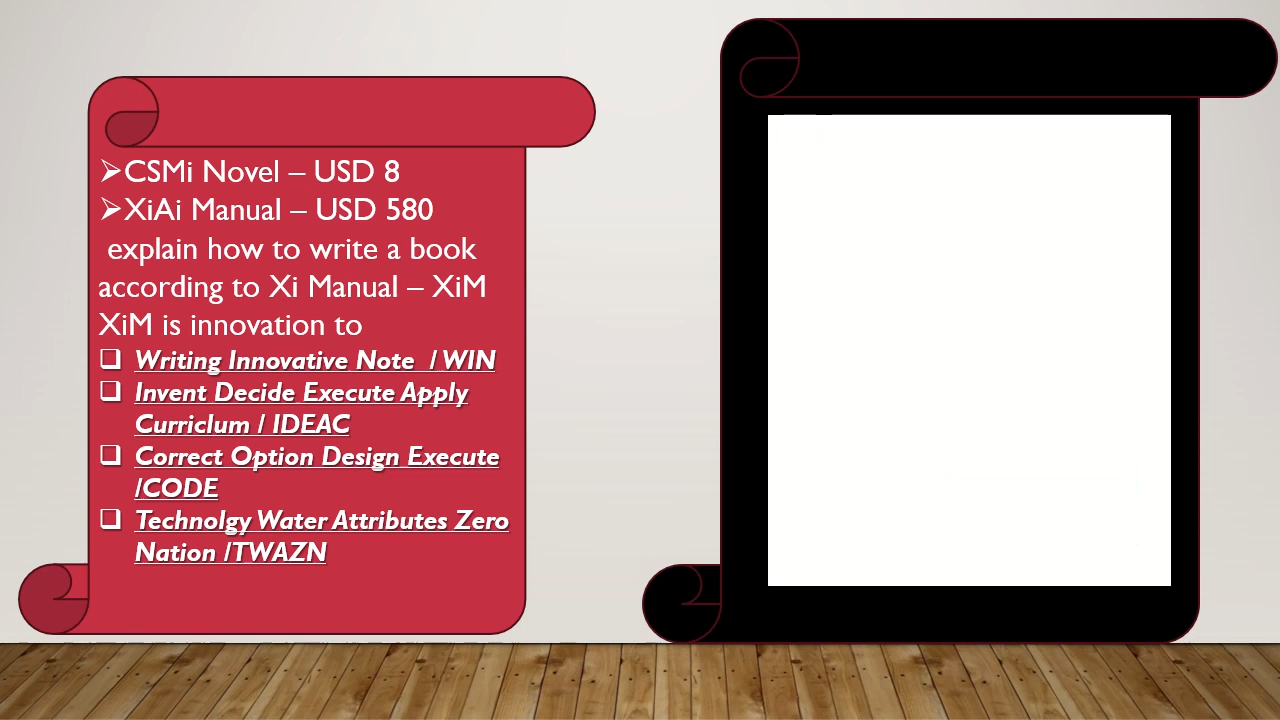 ➢CSMi Novel – USD 8
➢XiAi Manual – USD 580
explain how to write a book
according to Xi Manual – XiM
XiM is innovation to
❑ Writing Innovative Note / WIN
❑ Invent Decide Execute Apply
Curriclum / IDEAC
❑ Correct Option Design Execute
/CODE
❑ Technolgy Water Attributes Zero
Nation /TWAZN